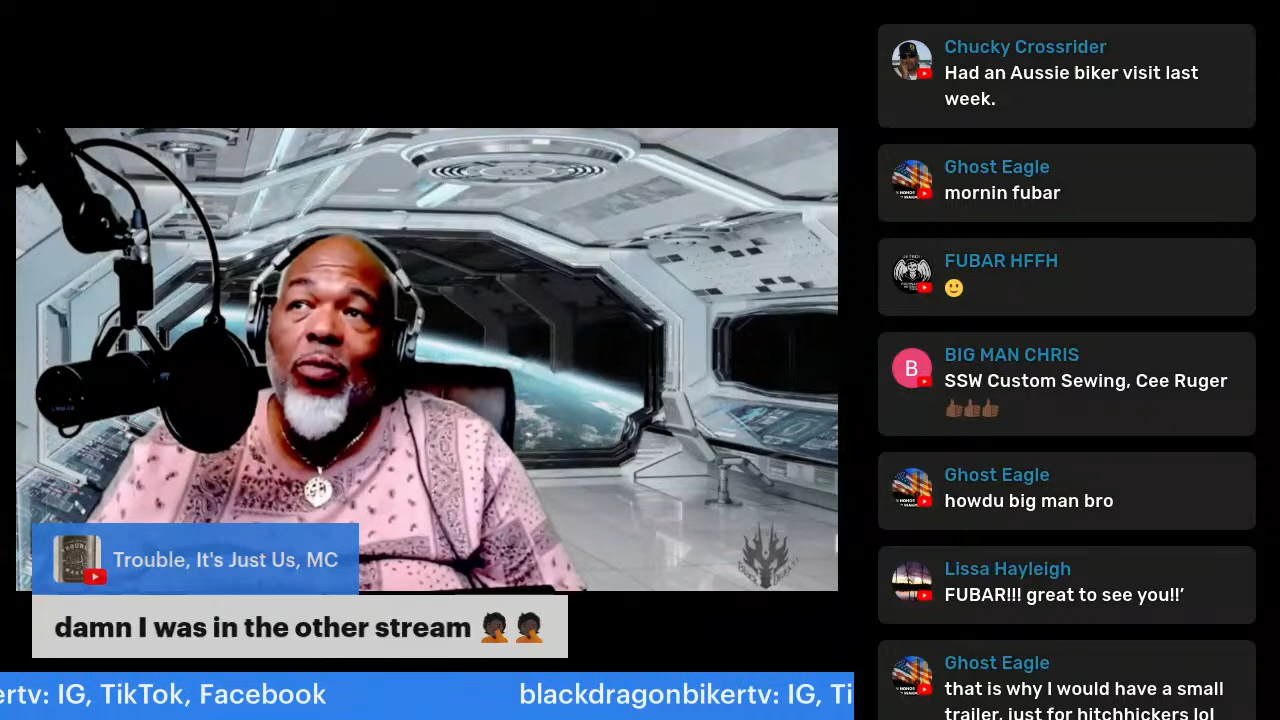 Chucky Crossrider
Had an Aussie biker visit last
week.
Ghost Eagle
mornin fubar
FUBAR HFFH
🙂
BIG MAN CHRIS
B
SSW Custom Sewing, Cee Ruger
👍🏾👍🏾👍🏾
Ghost Eagle
howdu big man bro
Lissa Hayleigh
FUBAR!!! great to see you!!’
Ghost Eagle
that is why I would have a small
trailer, just for hitchhickers lol
Trouble, It's Just Us, MC
damn I was in the other stream 🤦🏿🤦🏿
ertv: IG, TikTok, Facebook
blackdragonbikertv: IG, Ti